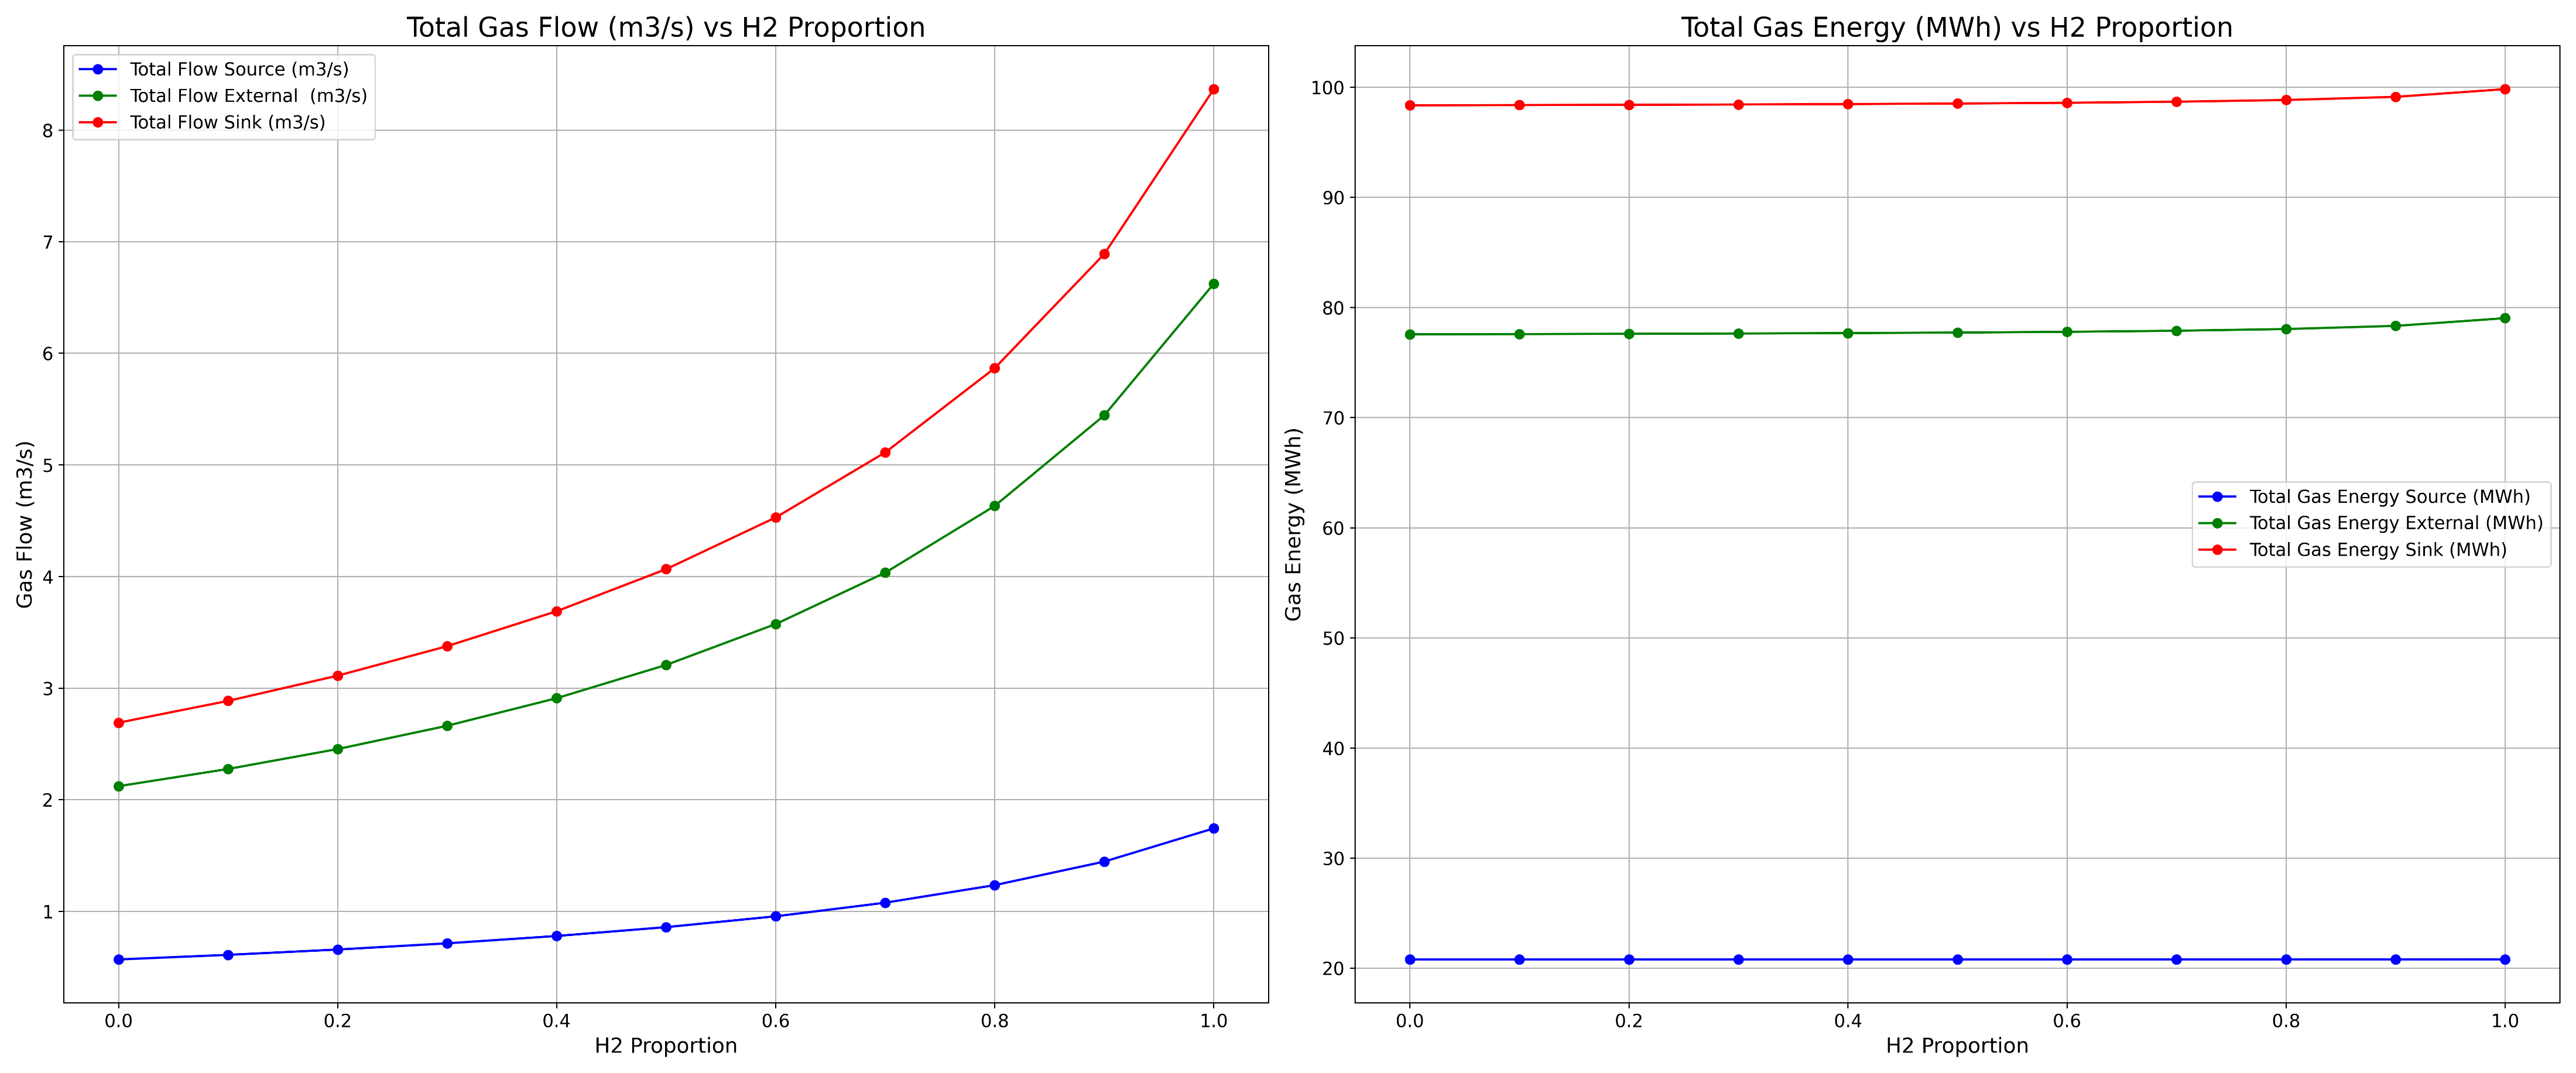 Total Gas Flow (m3/s) vs H2 Proportion
Total Flow Source (m3/s)
Total Flow External  (m3/s)
Total Flow Sink (m3/s)
Gas Flow (m3/s)
8
7
6
5
4
3
2
1
0.0 0.2 0.4 0.6 0.8 1.0
H2 Proportion
Total Gas Energy (MWh) vs H2 Proportion
Total Gas Energy Source (MWh)
Total Gas Energy External (MWh)
Total Gas Energy Sink (MWh)
Gas Energy (MWh)
100
90
80
70
60
50
40
30
20
0.0 0.2 0.4 0.6 0.8 1.0
H2 Proportion